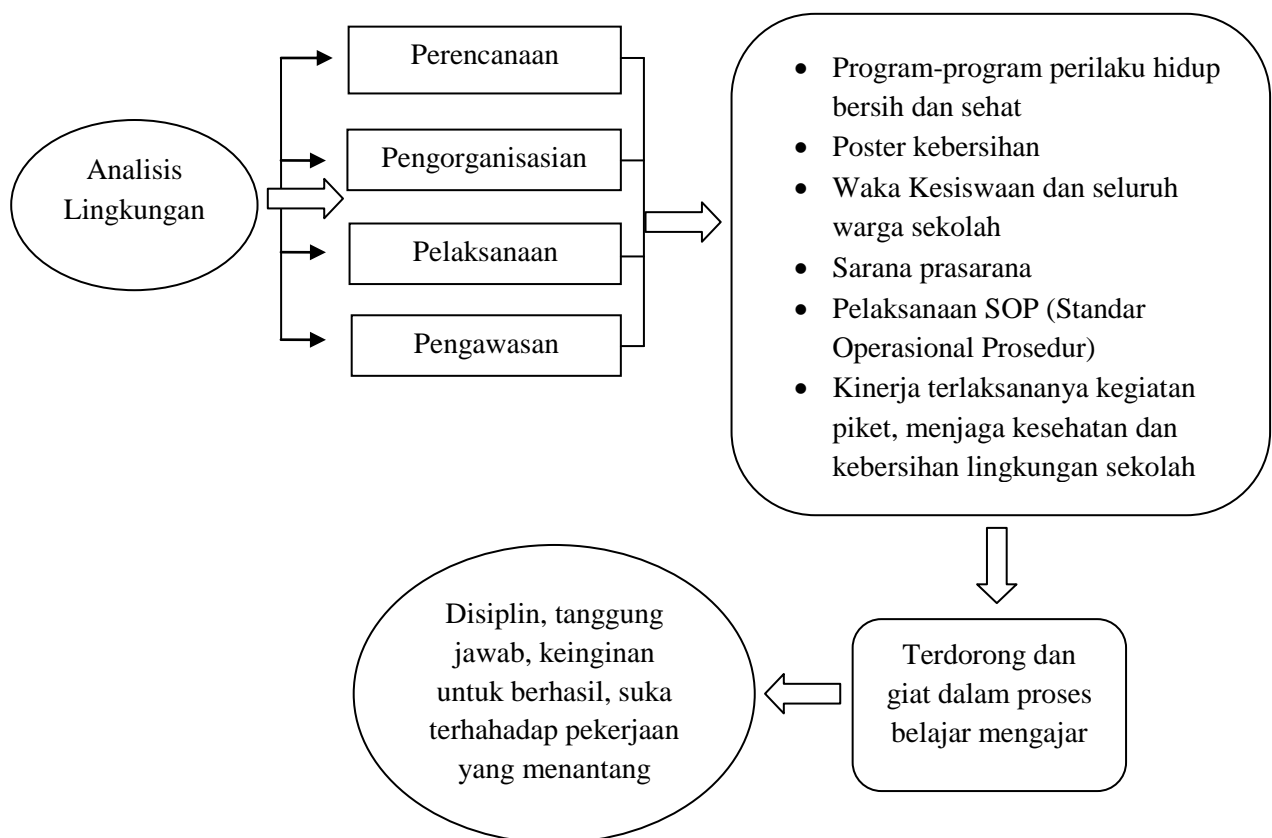 Analisis
Lingkungan
Perencanaan
Pengorganisasian
Pelaksanaan
Pengawasan
• Program-program perilaku hidup
bersih dan sehat
• Poster kebersihan
• Waka Kesiswaan dan seluruh
warga sekolah
• Sarana prasarana
• Pelaksanaan SOP (Standar
Operasional Prosedur)
• Kinerja terlaksananya kegiatan
piket, menjaga kesehatan dan
kebersihan lingkungan sekolah
Terdorong dan
giat dalam proses
belajar mengajar
Disiplin, tanggung
jawab, keinginan
untuk berhasil, suka
terhahadap pekerjaan
yang menantang